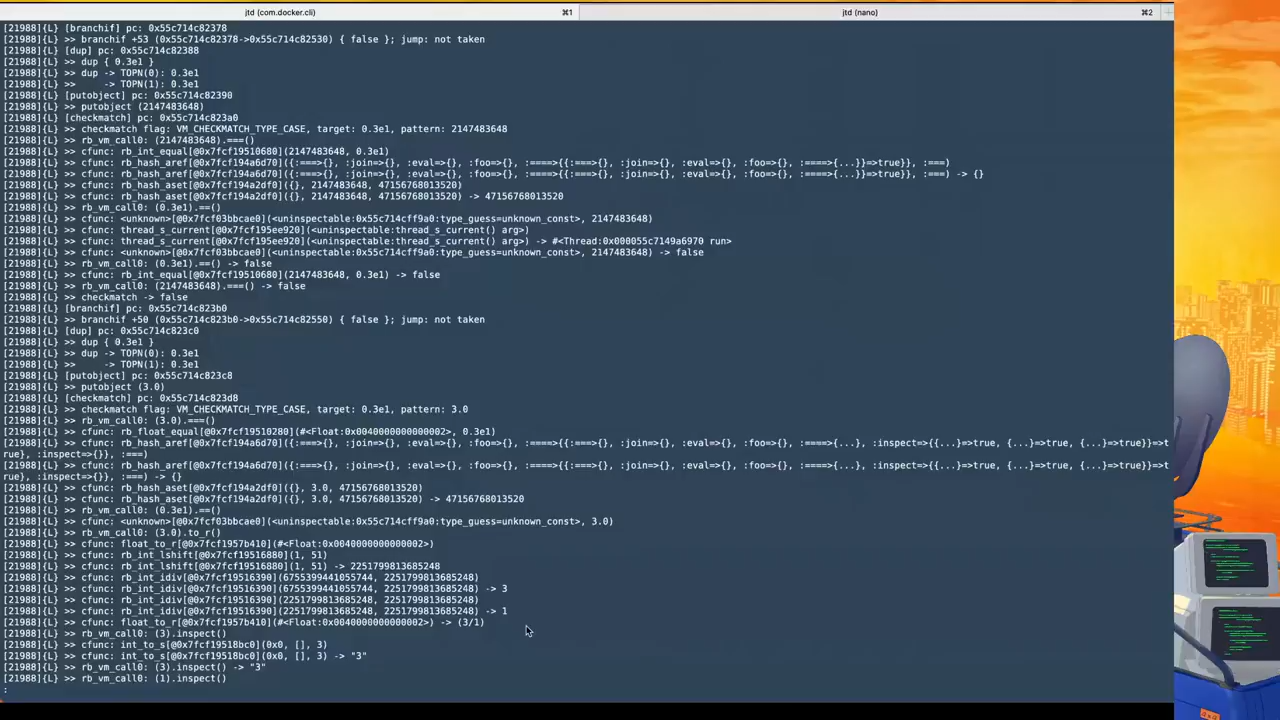 jtd (com.docker.cli) ⌘1 jtd (nano) ⌘2 +
[21988]{L} [branchif] pc: 0x55c714c82378
[21988]{L} >> branchif +53 (0x55c714c82378->0x55c714c82530) { false }; jump: not taken
[21988]{L} [dup] pc: 0x55c714c82388
[21988]{L} >> dup { 0.3e1 }
[21988]{L} >> dup -> TOPN(0): 0.3e1
[21988]{L} >>     -> TOPN(1): 0.3e1
[21988]{L} [putobject] pc: 0x55c714c82390
[21988]{L} >> putobject (2147483648)
[21988]{L} [checkmatch] pc: 0x55c714c823a0
[21988]{L} >> checkmatch flag: VM_CHECKMATCH_TYPE_CASE, target: 0.3e1, pattern: 2147483648
[21988]{L} >> rb_vm_call0: (2147483648).===()
[21988]{L} >> cfunc: rb_int_equal[@0x7fcf19510680](2147483648, 0.3e1)
[21988]{L} >> cfunc: rb_hash_aref[@0x7fcf194a6d70]({:===>{}, :join=>{}, :eval=>{}, :foo=>{}, :====>{{:===>{}, :join=>{}, :eval=>{}, :foo=>{}, :====>{...}}=>true}}, :===)
[21988]{L} >> cfunc: rb_hash_aref[@0x7fcf194a6d70]({:===>{}, :join=>{}, :eval=>{}, :foo=>{}, :====>{{:===>{}, :join=>{}, :eval=>{}, :foo=>{}, :====>{...}}=>true}}, :===) -> {}
[21988]{L} >> cfunc: rb_hash_aset[@0x7fcf194a2df0]({}, 2147483648, 47156768013520)
[21988]{L} >> cfunc: rb_hash_aset[@0x7fcf194a2df0]({}, 2147483648, 47156768013520) -> 47156768013520
[21988]{L} >> rb_vm_call0: (0.3e1).==()
[21988]{L} >> cfunc: <unknown>[@0x7fcf03bbcae0](<uninspectable:0x55c714cff9a0:type_guess=unknown_const>, 2147483648)
[21988]{L} >> cfunc: thread_s_current[@0x7fcf195ee920](<uninspectable:thread_s_current() arg>)
[21988]{L} >> cfunc: thread_s_current[@0x7fcf195ee920](<uninspectable:thread_s_current() arg>) -> #<Thread:0x000055c7149a6970 run>
[21988]{L} >> cfunc: <unknown>[@0x7fcf03bbcae0](<uninspectable:0x55c714cff9a0:type_guess=unknown_const>, 2147483648) -> false
[21988]{L} >> rb_vm_call0: (0.3e1).==() -> false
[21988]{L} >> cfunc: rb_int_equal[@0x7fcf19510680](2147483648, 0.3e1) -> false
[21988]{L} >> rb_vm_call0: (2147483648).===() -> false
[21988]{L} >> checkmatch -> false
[21988]{L} [branchif] pc: 0x55c714c823b0
[21988]{L} >> branchif +50 (0x55c714c823b0->0x55c714c82550) { false }; jump: not taken
[21988]{L} [dup] pc: 0x55c714c823c0
[21988]{L} >> dup { 0.3e1 }
[21988]{L} >> dup -> TOPN(0): 0.3e1
[21988]{L} >>     -> TOPN(1): 0.3e1
[21988]{L} [putobject] pc: 0x55c714c823c8
[21988]{L} >> putobject (3.0)
[21988]{L} [checkmatch] pc: 0x55c714c823d8
[21988]{L} >> checkmatch flag: VM_CHECKMATCH_TYPE_CASE, target: 0.3e1, pattern: 3.0
[21988]{L} >> rb_vm_call0: (3.0).===()
[21988]{L} >> cfunc: rb_float_equal[@0x7fcf19510280](#<Float:0x0040000000000002>, 0.3e1)
[21988]{L} >> cfunc: rb_hash_aref[@0x7fcf194a6d70]({:===>{}, :join=>{}, :eval=>{}, :foo=>{}, :====>{{:===>{}, :join=>{}, :eval=>{}, :foo=>{}, :====>{...}, :inspect=>{{...}=>true, {...}=>true, {...}=>true}}=>t
rue}, :inspect=>{}}, :===)
[21988]{L} >> cfunc: rb_hash_aref[@0x7fcf194a6d70]({:===>{}, :join=>{}, :eval=>{}, :foo=>{}, :====>{{:===>{}, :join=>{}, :eval=>{}, :foo=>{}, :====>{...}, :inspect=>{{...}=>true, {...}=>true, {...}=>true}}=>t
rue}, :inspect=>{}}, :===) -> {}
[21988]{L} >> cfunc: rb_hash_aset[@0x7fcf194a2df0]({}, 3.0, 47156768013520)
[21988]{L} >> cfunc: rb_hash_aset[@0x7fcf194a2df0]({}, 3.0, 47156768013520) -> 47156768013520
[21988]{L} >> rb_vm_call0: (0.3e1).==()
[21988]{L} >> cfunc: <unknown>[@0x7fcf03bbcae0](<uninspectable:0x55c714cff9a0:type_guess=unknown_const>, 3.0)
[21988]{L} >> rb_vm_call0: (3.0).to_r()
[21988]{L} >> cfunc: float_to_r[@0x7fcf1957b410](#<Float:0x0040000000000002>)
[21988]{L} >> cfunc: rb_int_lshift[@0x7fcf19516880](1, 51)
[21988]{L} >> cfunc: rb_int_lshift[@0x7fcf19516880](1, 51) -> 2251799813685248
[21988]{L} >> cfunc: rb_int_idiv[@0x7fcf19516390](6755399441055744, 2251799813685248)
[21988]{L} >> cfunc: rb_int_idiv[@0x7fcf19516390](6755399441055744, 2251799813685248) -> 3
[21988]{L} >> cfunc: rb_int_idiv[@0x7fcf19516390](2251799813685248, 2251799813685248)
[21988]{L} >> cfunc: rb_int_idiv[@0x7fcf19516390](2251799813685248, 2251799813685248) -> 1
[21988]{L} >> cfunc: float_to_r[@0x7fcf1957b410](#<Float:0x0040000000000002>) -> (3/1)
[21988]{L} >> rb_vm_call0: (3).inspect()
[21988]{L} >> cfunc: int_to_s[@0x7fcf19518bc0](0x0, [], 3)
[21988]{L} >> cfunc: int_to_s[@0x7fcf19518bc0](0x0, [], 3) -> "3"
[21988]{L} >> rb_vm_call0: (3).inspect() -> "3"
[21988]{L} >> rb_vm_call0: (1).inspect()
: